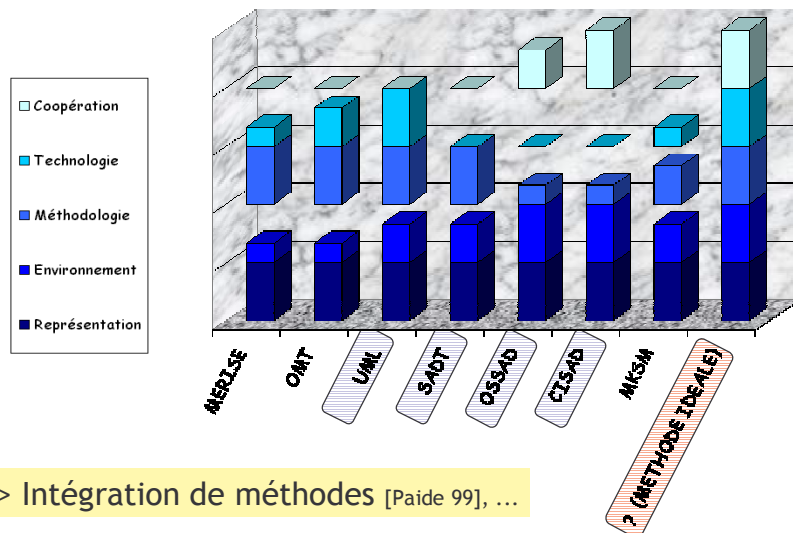 Coopération
Technologie
Méthodologie
Environnement
Représentation
MERISE
OMT
UML
SADT
OSSAD
CISAD
MKSM
? (METHODE IDEALE)
> Intégration de méthodes [Paide 99], ...